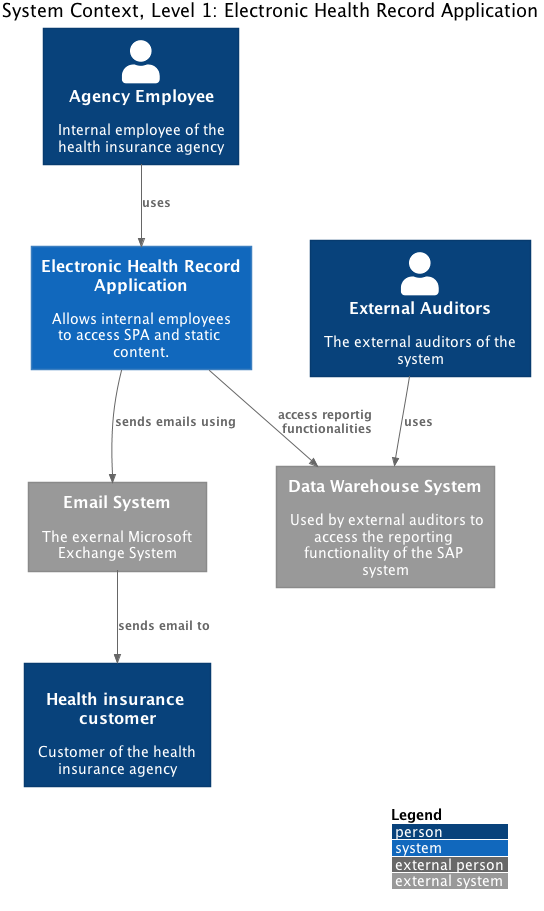 System Context, Level 1: Electronic Health Record Application
Agency Employee
Internal employee of the
health insurance agency
uses
Electronic Health Record
Application
Allows internal employees
to access SPA and static
content.
External Auditors
The external auditors of the
system
sends emails using
access reportig
functionalities
uses
Email System
The exernal Microsoft
Exchange System
Data Warehouse System
Used by external auditors to
access the reporting
functionality of the SAP
system
sends email to
Health insurance
customer
Customer of the health
insurance agency
Legend
person
system
external person
external system